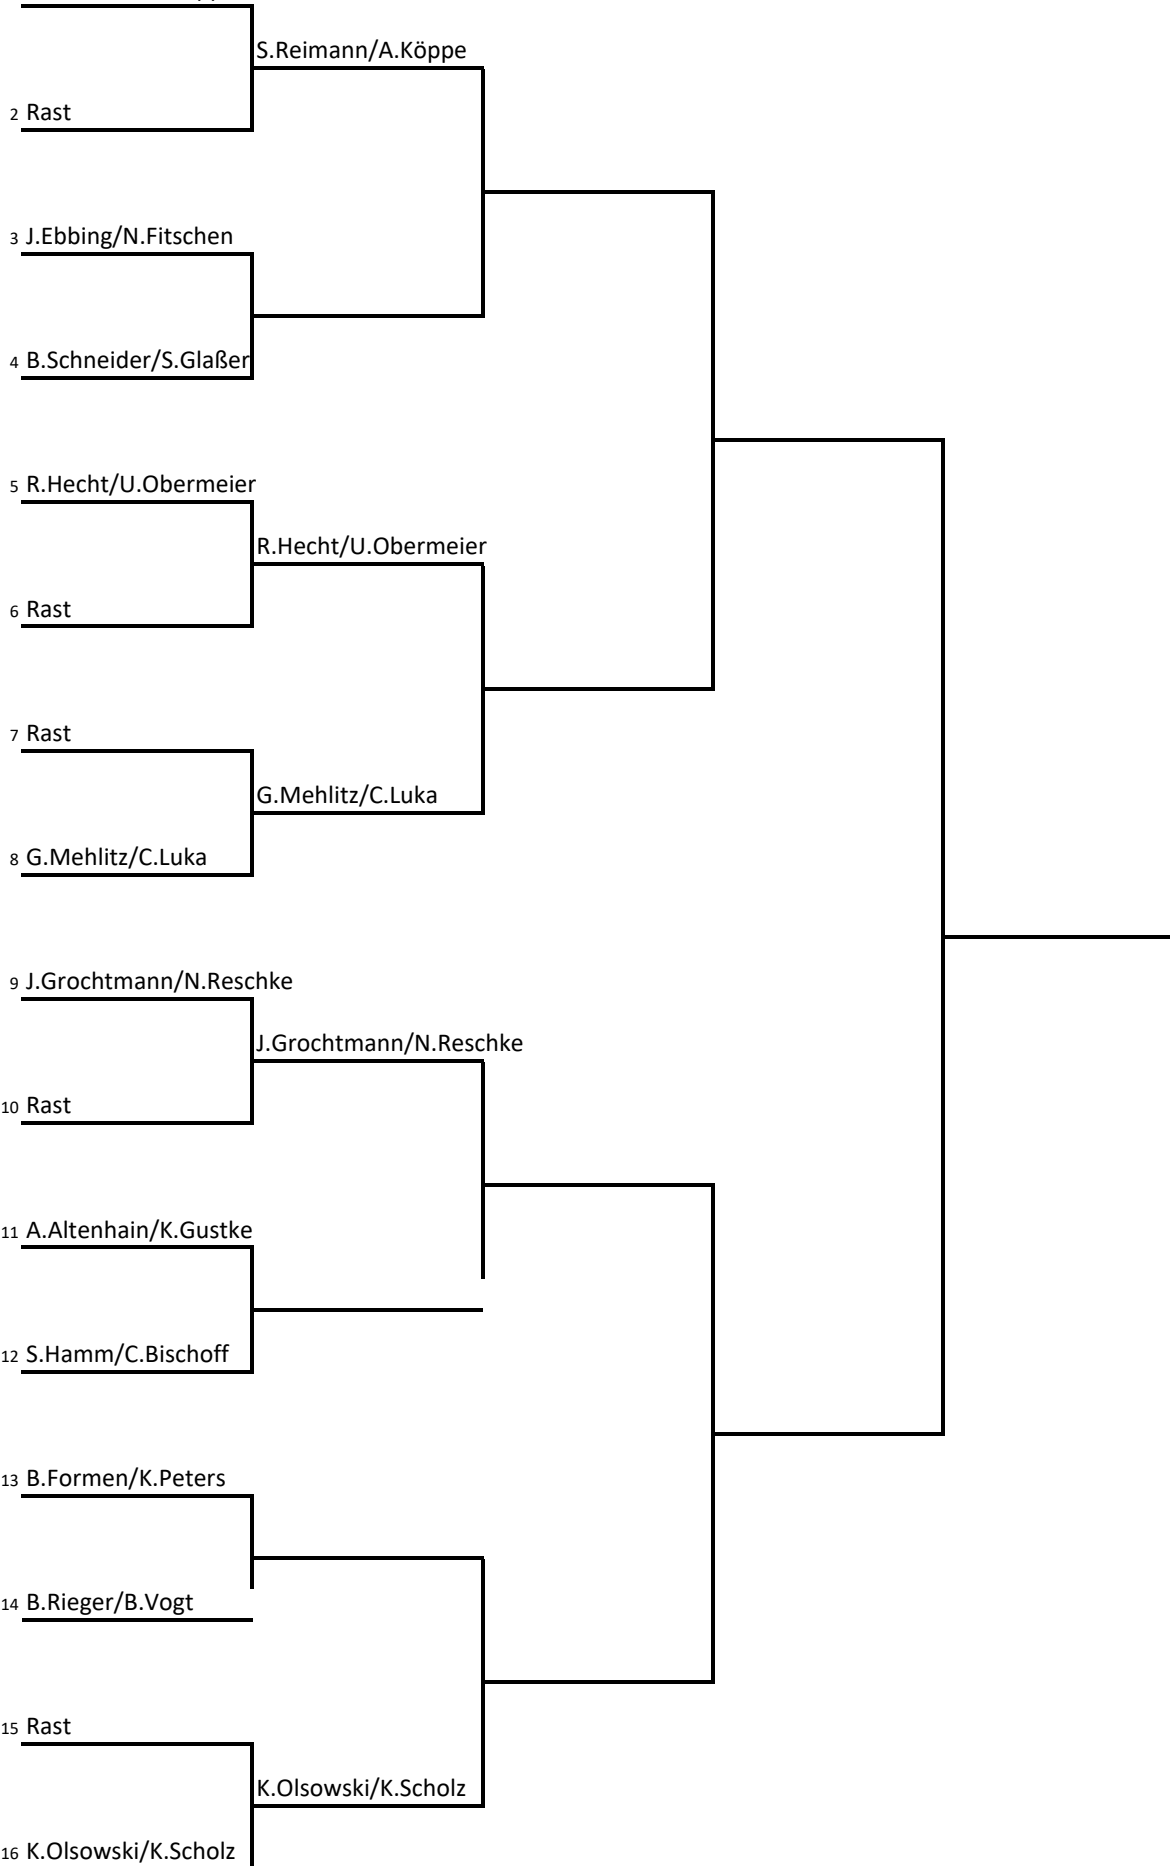 S.Reimann/A.Köppe
2 Rast
3 J.Ebbing/N.Fitschen
4 B.Schneider/S.Glaßer
5 R.Hecht/U.Obermeier
R.Hecht/U.Obermeier
6 Rast
7 Rast
G.Mehlitz/C.Luka
8 G.Mehlitz/C.Luka
9 J.Grochtmann/N.Reschke
J.Grochtmann/N.Reschke
10 Rast
11 A.Altenhain/K.Gustke
12 S.Hamm/C.Bischoff
13 B.Formen/K.Peters
14 B.Rieger/B.Vogt
15 Rast
K.Olsowski/K.Scholz
16 K.Olsowski/K.Scholz